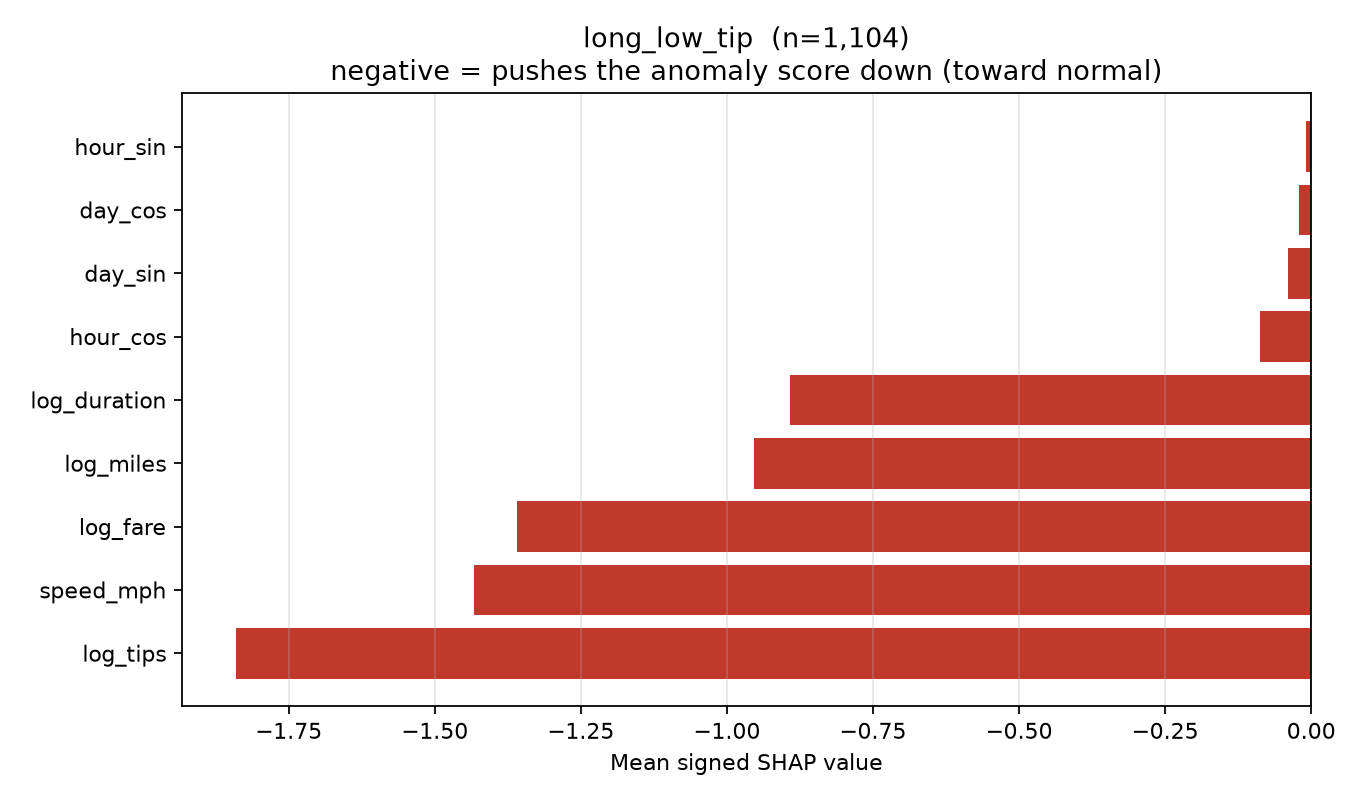 long_low_tip (n=1,104)
negative = pushes the anomaly score down (toward normal)
hour_sin
day_cos
day_sin
hour_cos
log_duration
log_miles
log_fare
speed_mph
log_tips
−1.75 −1.50 −1.25 −1.00 −0.75 −0.50 −0.25 0.00
Mean signed SHAP value